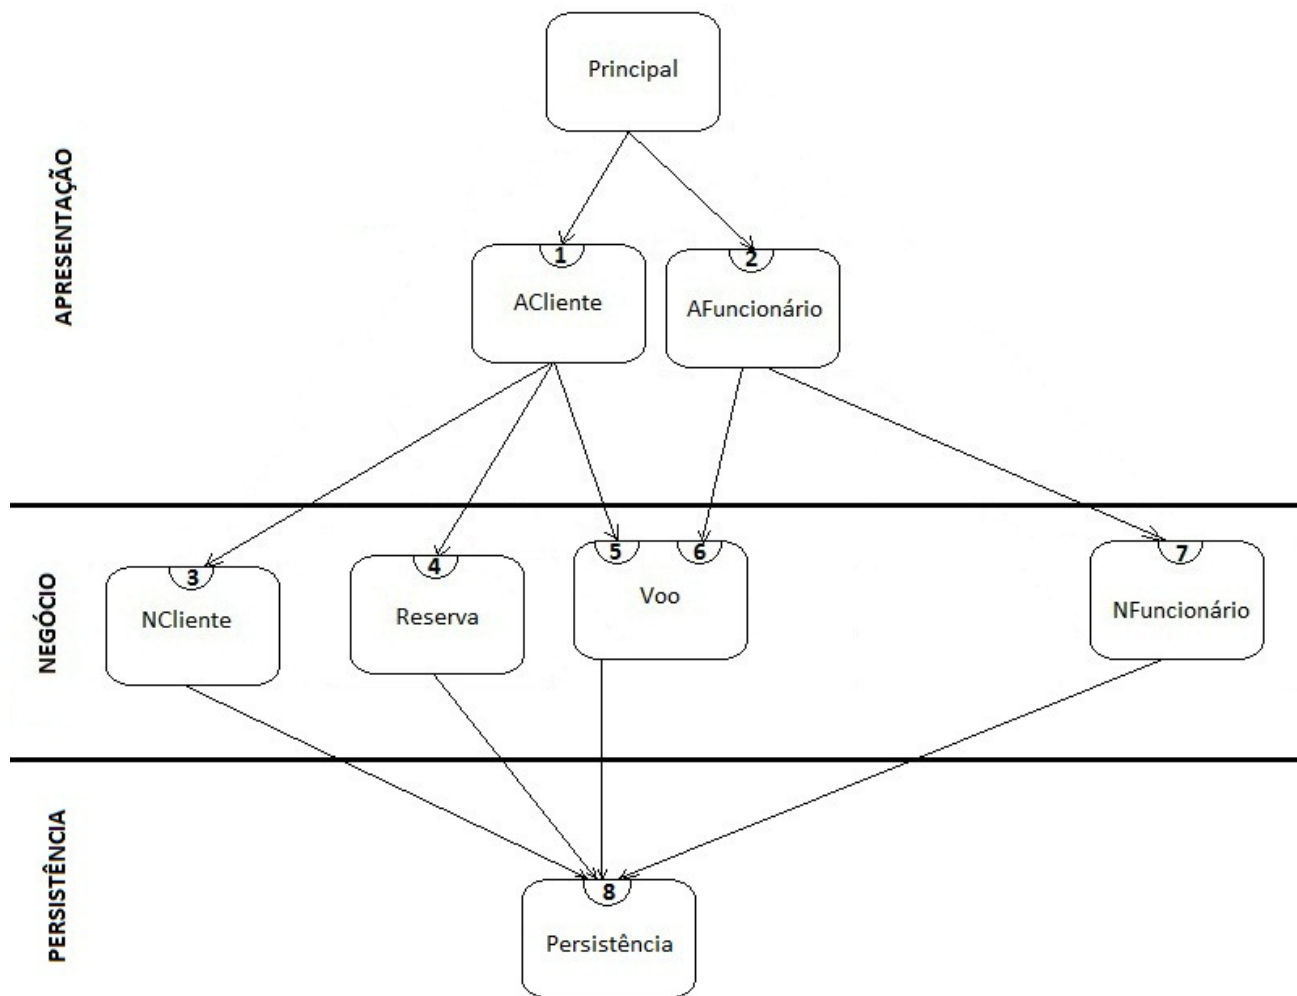 Principal
APRESENTAÇÃO
1
2
ACliente
AFuncionário
3
4
5
6
7
NCliente
Reserva
Voo
NFuncionário
NEGÓCIO
8
Persistência
PERSISTÊNCIA